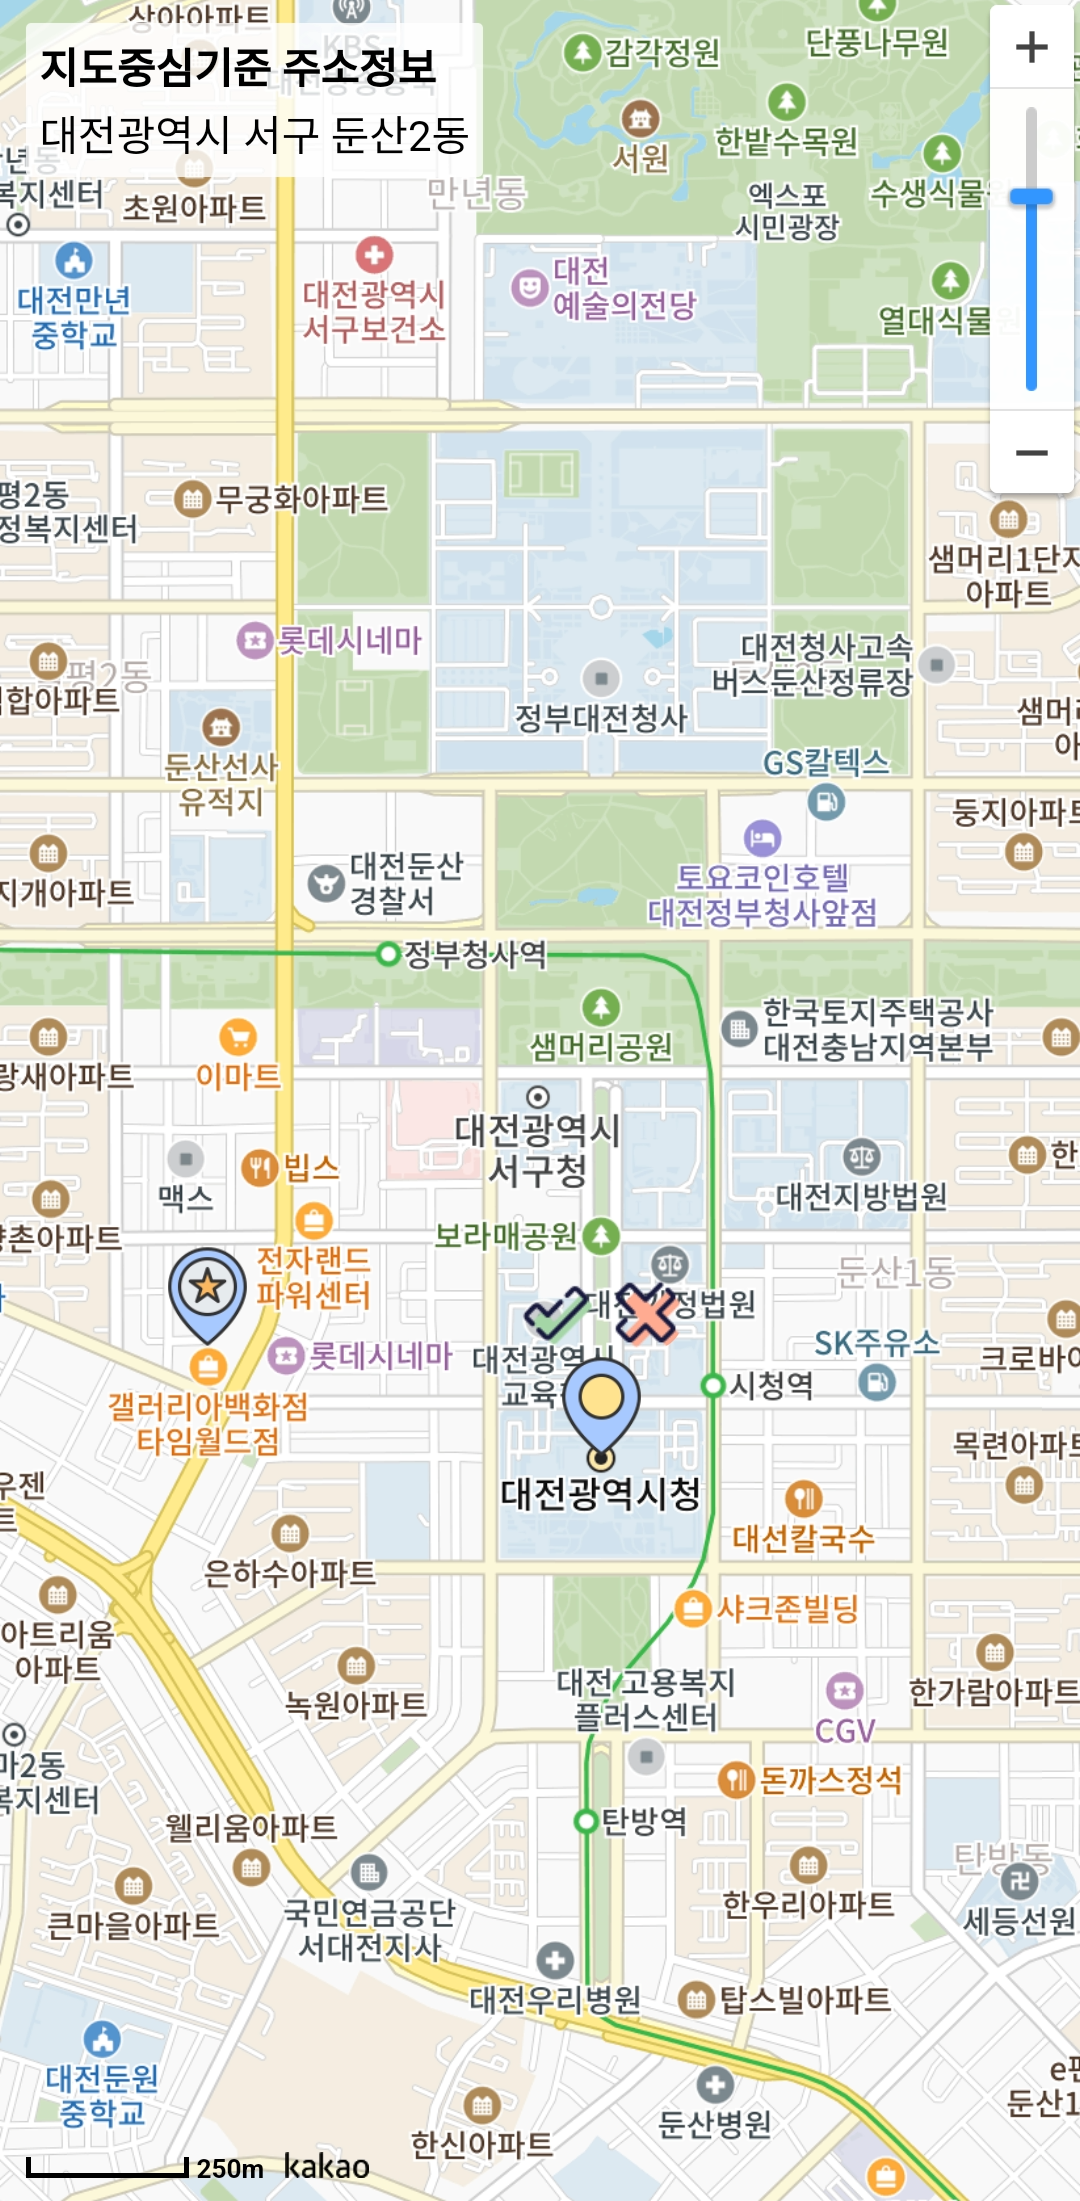 상아아파트
KBS
지도중심기준 주소정보
대전광역시 서구 둔산2동
감각정원
단풍나무원
서원
한밭수목원
수생식물원
초원아파트
복지센터
만년동
엑스포
시민광장
대전만년
중학교
대전광역시
서구보건소
대전
예술의전당
열대식물원
평2동
정복지센터
무궁화아파트
샘머리1단지
아파트
롯데시네마
평2동
합아파트
대전청사고속
버스둔산정류장
정부대전청사
둔산선사
유적지
GS칼텍스
샘머리
아
둥지아파트
지개아파트
대전둔산
경찰서
토요코인호텔
대전정부청사앞점
정부청사역
샘머리공원
한국토지주택공사
대전충남지역본부
랑새아파트
이마트
대전광역시
서구청
맥스
빕스
대전지방법원
한
향촌아파트
보라매공원
전자랜드
파워센터
둔산1동
대전가정법원
롯데시네마
대전광역시
교육청
SK주유소
크로바아
시청역
갤러리아백화점
타임월드점
목련아파트
우젠
트
대전광역시청
대선칼국수
은하수아파트
샤크존빌딩
아트리움
아파트
녹원아파트
대전 고용복지
플러스센터
한가람아파트
CGV
마2동
복지센터
돈까스정석
웰리움아파트
탄방역
탄방동
큰마을아파트
국민연금공단
서대전지사
한우리아파트
세등선원
대전우리병원
탑스빌아파트
대전둔원
중학교
e편
둔산1
둔산병원
한신아파트
250m
kakao